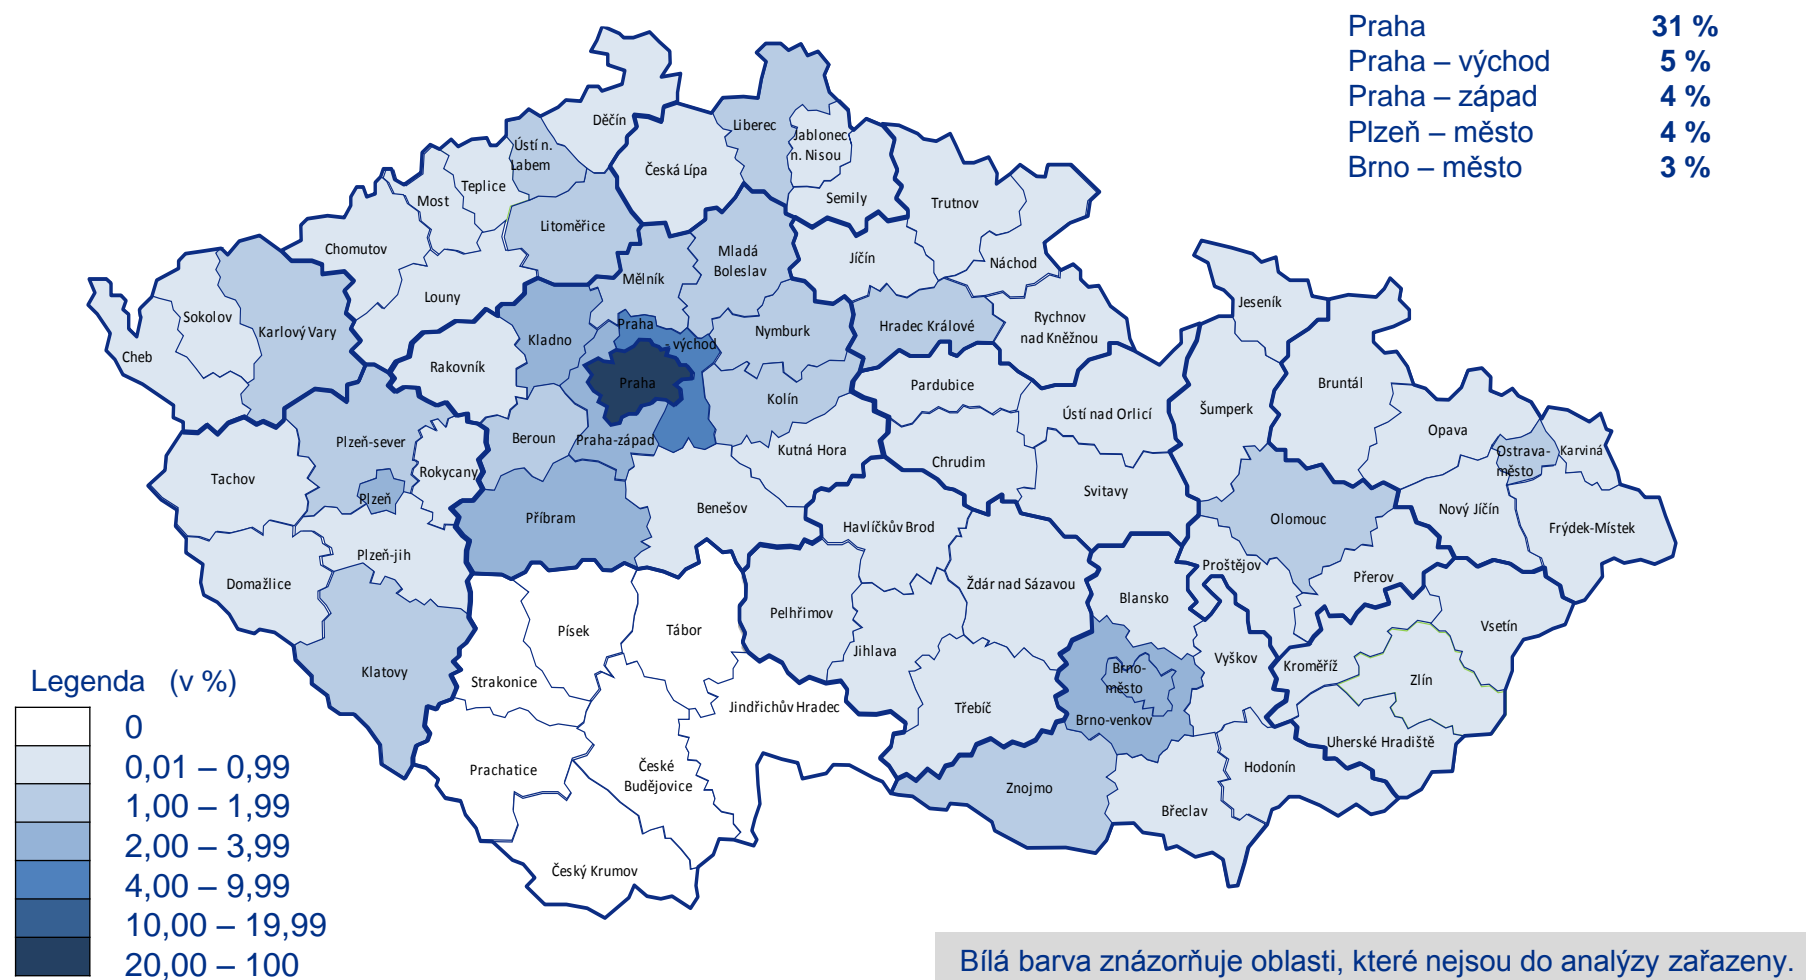 Praha 31 %
Praha – východ 5 %
Praha – západ 4 %
Plzeň – město 4 %
Brno – město 3 %
Děčín
Liberec
Jablonec
n. Nisou
Ústí n.
Labem
Česká Lípa
Teplice
Most
Semily
Trutnov
Litoměřice
Chomutov
Mladá
Boleslav
Jíčín
Náchod
Mělník
Louny
Jeseník
Sokolov
Karlový Vary
Praha
- východ
Nymburk
Hradec Králové
Rychnov
nad Kněžnou
Kladno
Cheb
Rakovník
Praha
Pardubice
Bruntál
Kolín
Ústí nad Orlicí
Šumperk
Plzeň-sever
Beroun
Praha-západ
Kutná Hora
Opava
Rokycany
Chrudim
Ostrava-
město
Karviná
Tachov
Plzeň
Svitavy
Příbram
Benešov
Havlíčkův Brod
Olomouc
Nový Jíčín
Frýdek-Místek
Plzeň-jih
Domažlice
Proštějov
Přerov
Ždár nad Sázavou
Blansko
Pelhřimov
Písek
Tábor
Vsetín
Jihlava
Vyškov
Kroměříž
Klatovy
Brno-
město
Zlín
Strakonice
Jindřichův Hradec
Třebíč
Brno-venkov
Uherské Hradiště
Prachatice
České
Budějovice
Hodonín
Znojmo
Břeclav
Český Krumov
Legenda (v %)
0
0,01 – 0,99
1,00 – 1,99
2,00 – 3,99
4,00 – 9,99
10,00 – 19,99
20,00 – 100
Bílá barva znázorňuje oblasti, které nejsou do analýzy zařazeny.